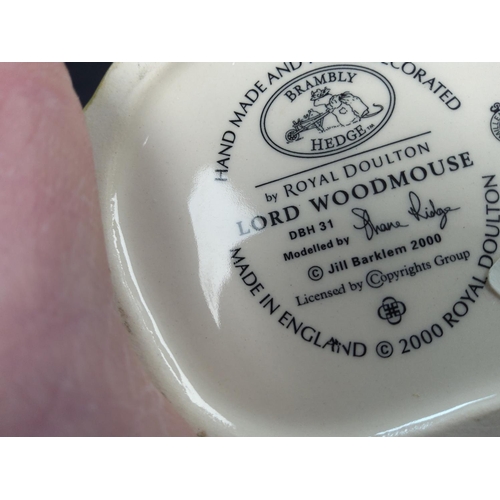 HAND MADE AND DECORATED
BRAMBLY
HEDGE™
by ROYAL DOULTON
LORD WOODMOUSE
DBH 31
Modelled by Shane Ridge
© Jill Barklem 2000
Licensed by Copyrights Group
MADE IN ENGLAND © 2000 ROYAL DOULTON